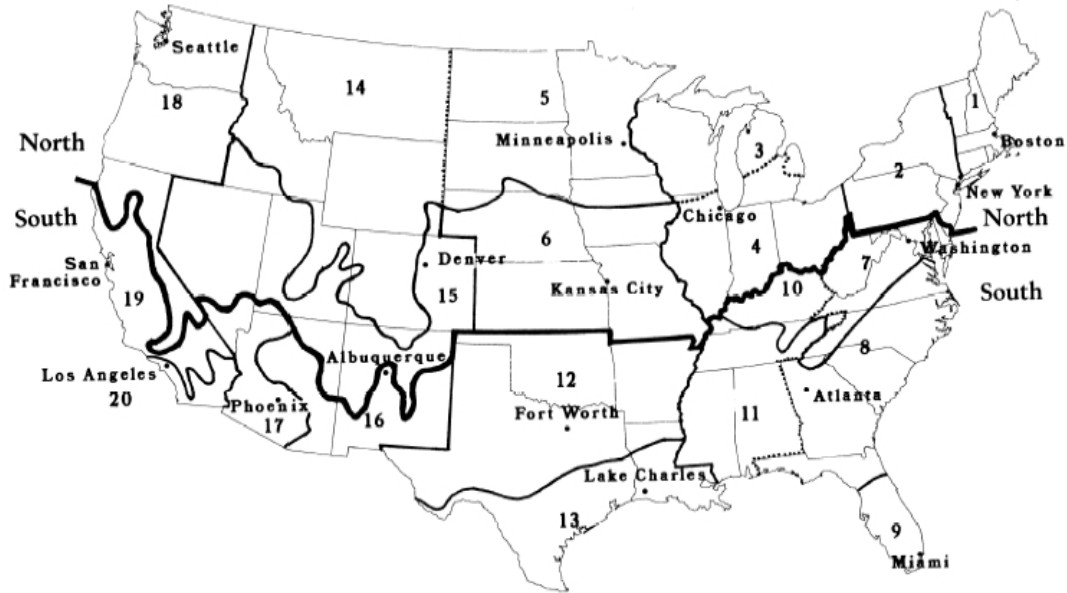 Seattle
14
5
18
1
North
Minneapolis
3
Boston
2
New York
South
Chicago
North
Washington
6
4
7
San
Francisco
Denver
South
19
15
Kansas City
10
8
Albuquerque
Los Angeles
12
20
Phoenix
Fort Worth
11
Atlanta
17
16
Lake Charles
13
9
Miami